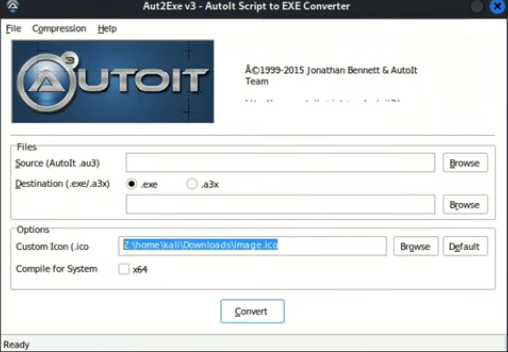 Aut2Exe v3 - AutoIt Script to EXE Converter
File Compression Help
AUTOIT
3
Å©1999-2015 Jonathan Bennett & AutoIt
Team
Files
Source (AutoIt .au3)
Browse
Destination (.exe/.a3x)
.exe
.a3x
Browse
Options
Custom Icon (.ico
Z:\home\kali\Downloads\image.ico
Browse
Default
Compile for System
x64
Convert
Ready